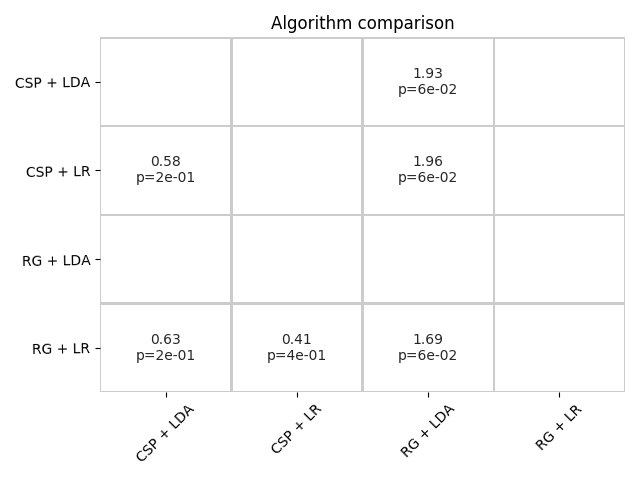 Algorithm comparison
CSP + LDA
1.93
p=6e-02
CSP + LR
0.58
p=2e-01
1.96
p=6e-02
RG + LDA
RG + LR
0.63
p=2e-01
0.41
p=4e-01
1.69
p=6e-02
CSP + LDA
CSP + LR
RG + LDA
RG + LR